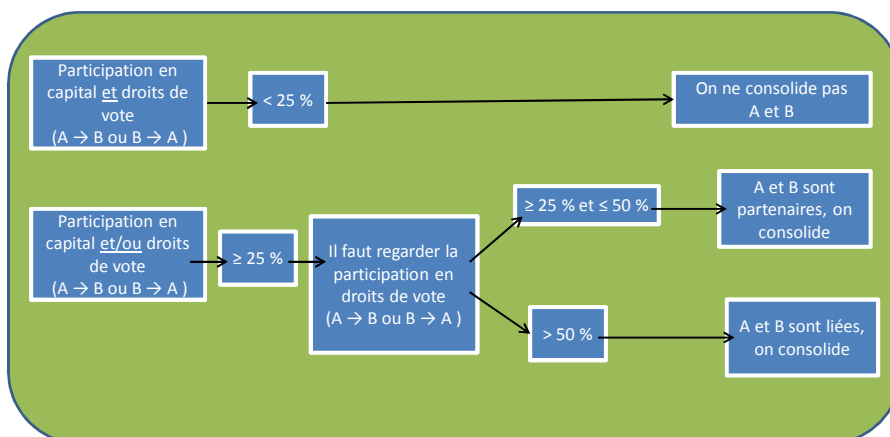 Participation en
capital et droits de
vote
(A → B ou B → A )
< 25 %
On ne consolide pas
A et B
Participation en
capital et/ou droits
de vote
(A → B ou B → A )
≥ 25 %
Il faut regarder la
participation en
droits de vote
(A → B ou B → A )
≥ 25 % et ≤ 50 %
A et B sont
partenaires, on
consolide
> 50 %
A et B sont liées,
on consolide